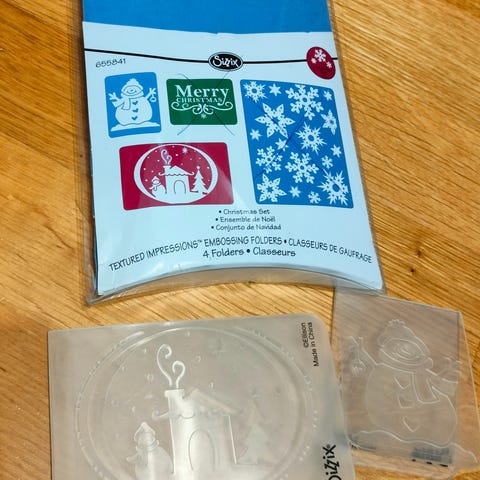 655841
Sizzix
Merry
CHRISTMAS
• Christmas Set
• Ensemble de Noël
• Conjunto de Navidad
TEXTURED IMPRESSIONS™ EMBOSSING FOLDERS • CLASSEURS DE GAUFRAGE
4 Folders • Classeurs
©Ellison
Made in China
Sizzix